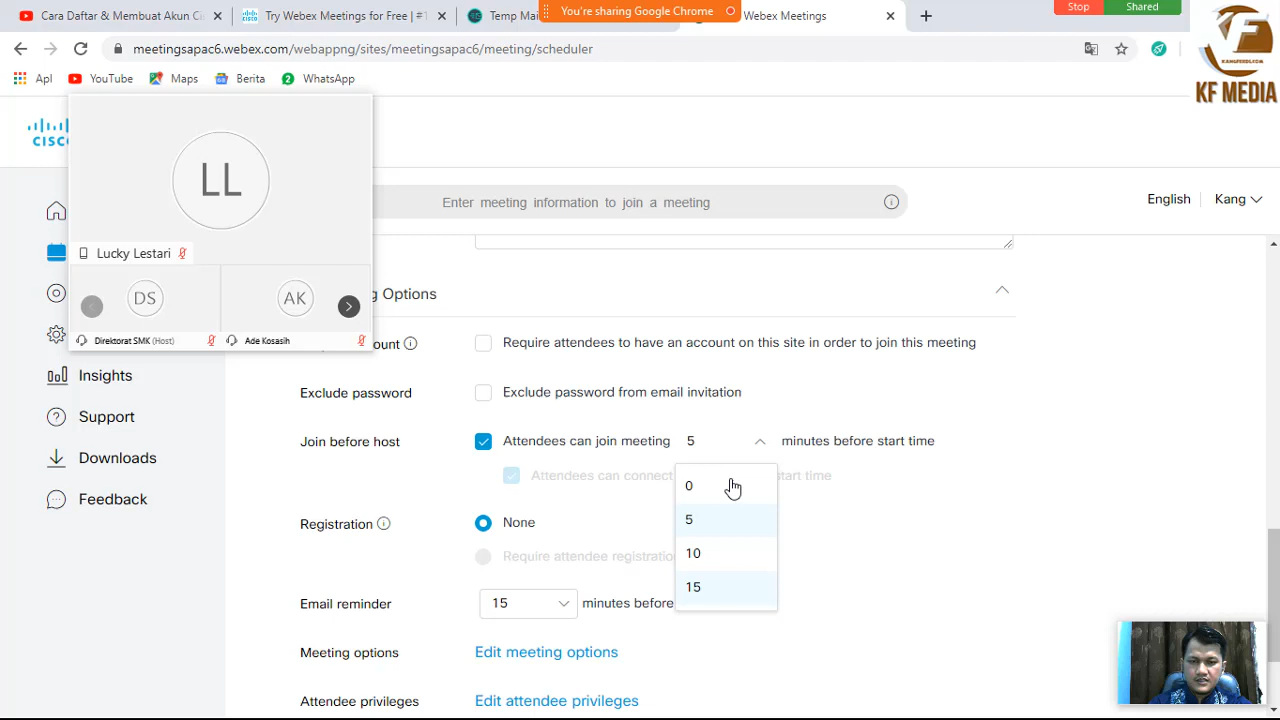 Cara Daftar & Membuat Akun C
Try Webex Meetings for Free | #1
Temp Ma
You're sharing Google Chrome
Webex Meetings
Stop
Shared
meetingsapac6.webex.com/webappng/sites/meetingsapac6/meeting/scheduler
Apl
YouTube
Maps
Berita
WhatsApp
KANGFERDS.COM
KF MEDIA
CISCO
LL
Lucky Lestari
DS
AK
Direktorat SMK (Host)
Ade Kosasih
Enter meeting information to join a meeting
English
Kang
g Options
ount
Require attendees to have an account on this site in order to join this meeting
Insights
Exclude password
Exclude password from email invitation
Support
Join before host
Attendees can join meeting
5
minutes before start time
Downloads
Attendees can connect
start time
0
Feedback
Registration
None
5
Require attendee registratio
10
15
Email reminder
15
minutes before
Meeting options
Edit meeting options
Attendee privileges
Edit attendee privileges